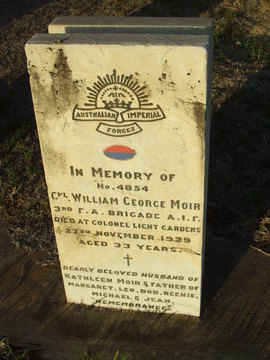 AUSTRALIAN IMPERIAL
FORCES
IN MEMORY OF
No. 4854
CPL WILLIAM GEORGE MOIR
3RD F.A. BRIGADE A.I.F.
DIED AT COLONEL LIGHT GARDENS
27TH NOVEMBER 1929
AGED 33 YEARS.
DEARLY BELOVED HUSBAND OF
KATHLEEN MOIR & FATHER OF
MARGARET, LEO, BOB, REENIE,
MICHAEL & JEAN.
REMEMBRANCE